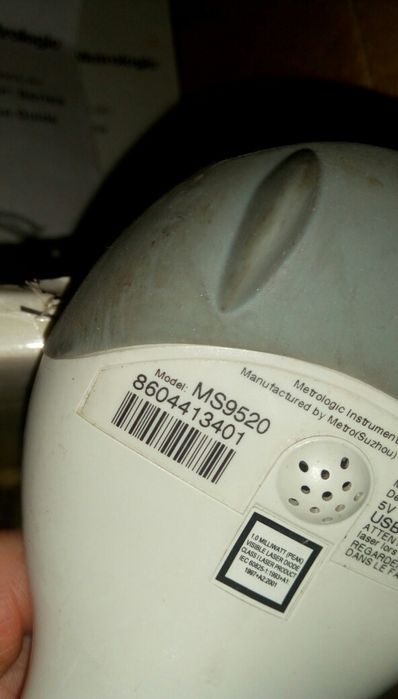 Metrologic
Model: MS9520
8604413401
Metrologic Instrument
Manufactured by Metro(Suzhou)
5V
USB
ATTEN
laser
REGARDE
DANS LE FA
1.0 MILLIWATT (PEAK)
VISIBLE LASER DIODE
CLASS I LASER PRODUCT
IEC 60825-1:1993+A1:
1997+A2:2001